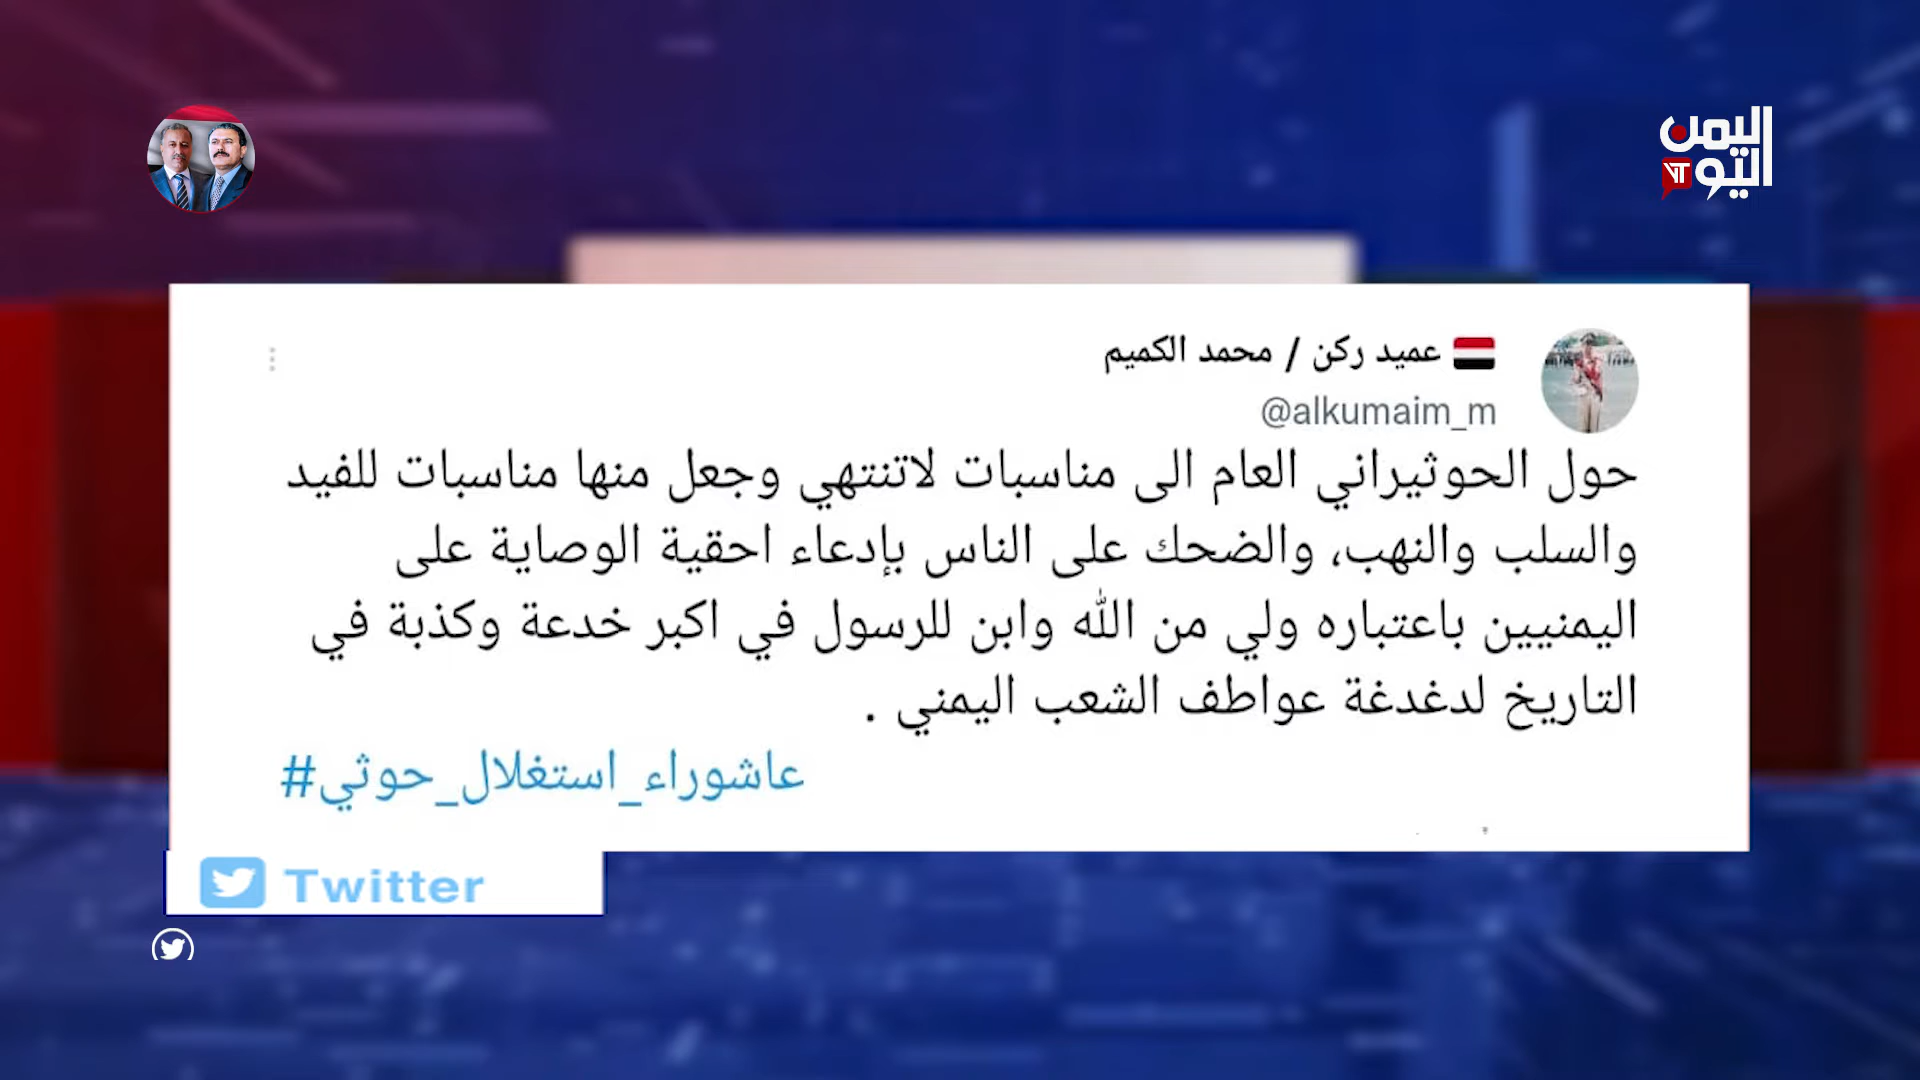 اليمن
اليوم
YT
عميد ركن / محمد الكميم
@alkumaim_m
حول الحوثيراني العام الى مناسبات لاتنتهي وجعل منها مناسبات للفيد
والسلب والنهب، والضحك على الناس بإدعاء احقية الوصاية على
اليمنيين باعتباره ولي من الله وابن للرسول في اكبر خدعة وكذبة في
التاريخ لدغدغة عواطف الشعب اليمني .
#عاشوراء_استغلال_حوثي
Twitter